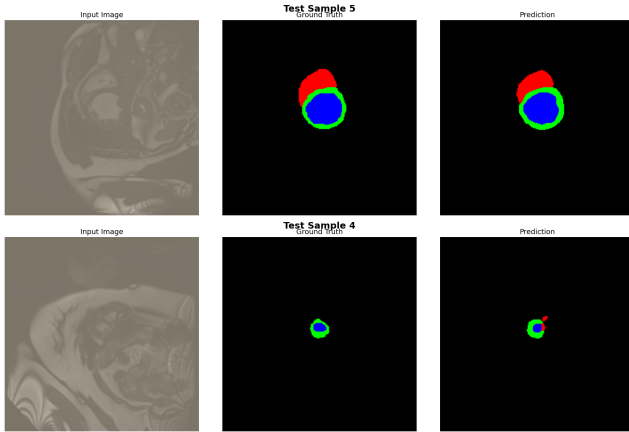 Test Sample 5
Input Image Ground Truth Prediction
Test Sample 4
Input Image Ground Truth Prediction